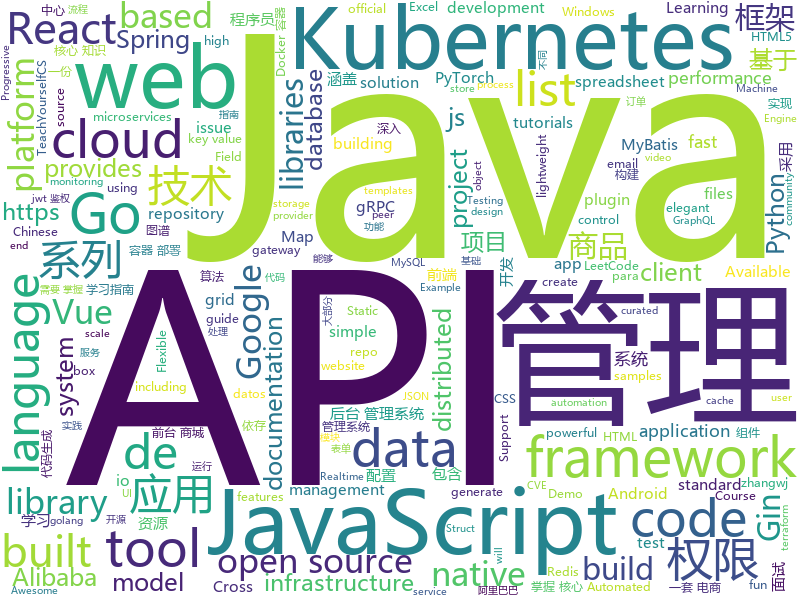 中心 流程
official
Excel
development
Windows
Learning
程序员
Docker
容器
Progressive
核心 知识
based
Spring
high
Kubernetes
框架
HTML5
React
一份
TeachYourselfCS
source
platform
microservices
指南
web
Java
libraries
database
涵盖
solution
PyTorch
store
process
spreadsheet
performance
基于
不同
Machine
cloud
list
js
tutorials
订单
实现
Engine
issue
key value
Field
building
MyBatis
fast
深入
email
构建
采用
provides
monitoring
using
技术
lightweight
plugin
files
video
Go
project
Testing
design
elegant
control
GraphQL
Python
community
https
repository
gRPC
peer
功能
storage
provider
templates
object
jwt 鉴权
Chinese
end
系列
图谱
Map
gateway
能够
MySQL
项目
商品
容器 部署
前端
开发
app
LeetCode
para
client
Available
language
Vue
算法
Google
grid
guide
代码
基础
Example
create
需要 掌握
学习指南
Static
API
管理
scale
system
处理
simple
repo
大部分
distributed
curated
服务
Flexible
website
box
including
datos
系统
samples
CSS
automation
cache
user
代码生成
实践
de
documentation
JSON
framework
HTML
组件
前台 商城
依存
后台 管理系统
powerful
管理系统
模块
表单
data
application
Support
library
应用
io
UI
运行
配置
包含
standard
zhangwj
Realtime
management
JavaScript
generate
CVE
Course
学习
golang
features
Android
code
Gin
terraform
资源
开源
Demo
built
tool
open source
native
test
权限
面试
Struct
Redis
build
will
Alibaba
model
Cross
infrastructure
掌握 核心
Automated
fun
Awesome
阿里巴巴
service
一套 电商